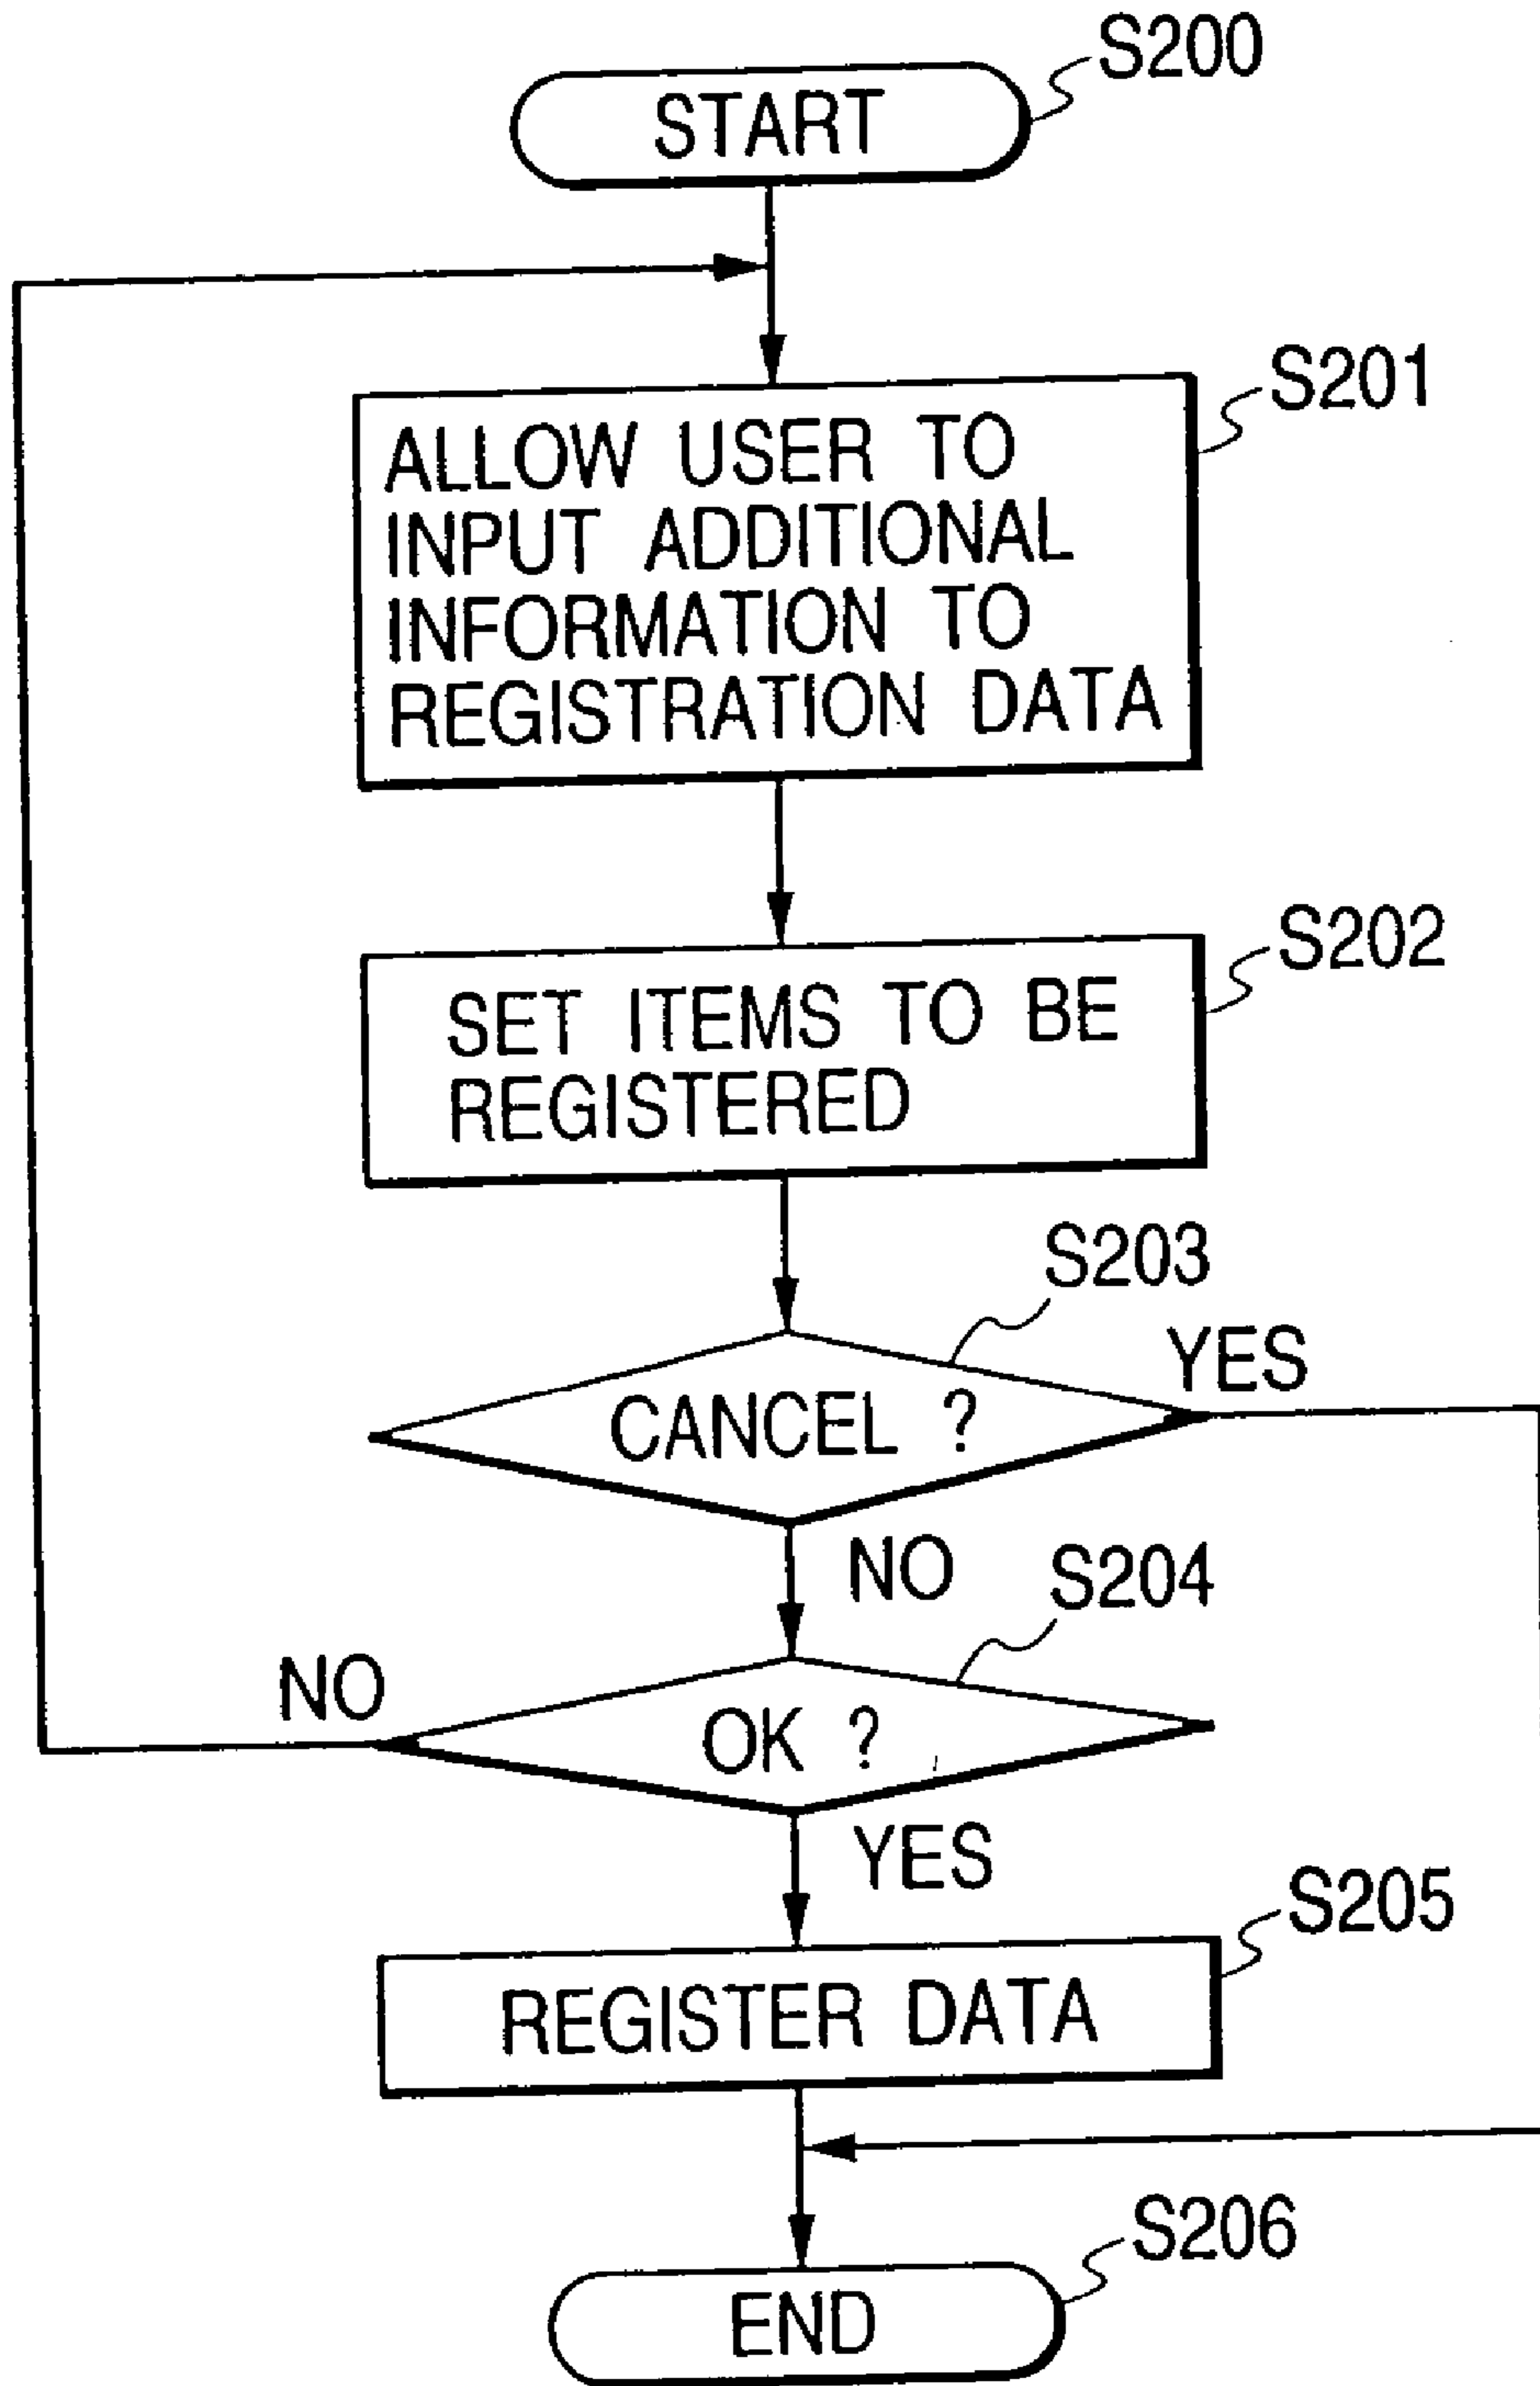 S200
START
S201
ALLOW USER TO
INPUT ADDITIONAL
INFORMATION TO
REGISTRATION DATA
S202
SET ITEMS TO BE
REGISTERED
S203
YES
CANCEL ?
NO
S204
NO
OK ?
YES
S205
REGISTER DATA
S206
END